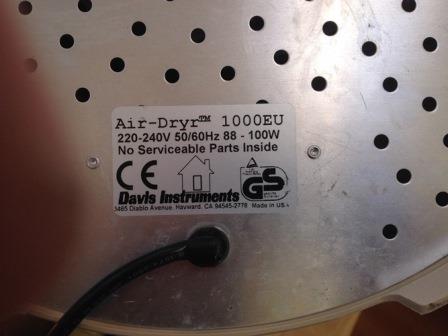 Air-Dryr™ 1000EU
220-240V 50/60Hz 88 - 100W
No Serviceable Parts Inside
CE
GS
Davis Instruments
3465 Diablo Avenue, Hayward, CA 94545-2778 Made in USA